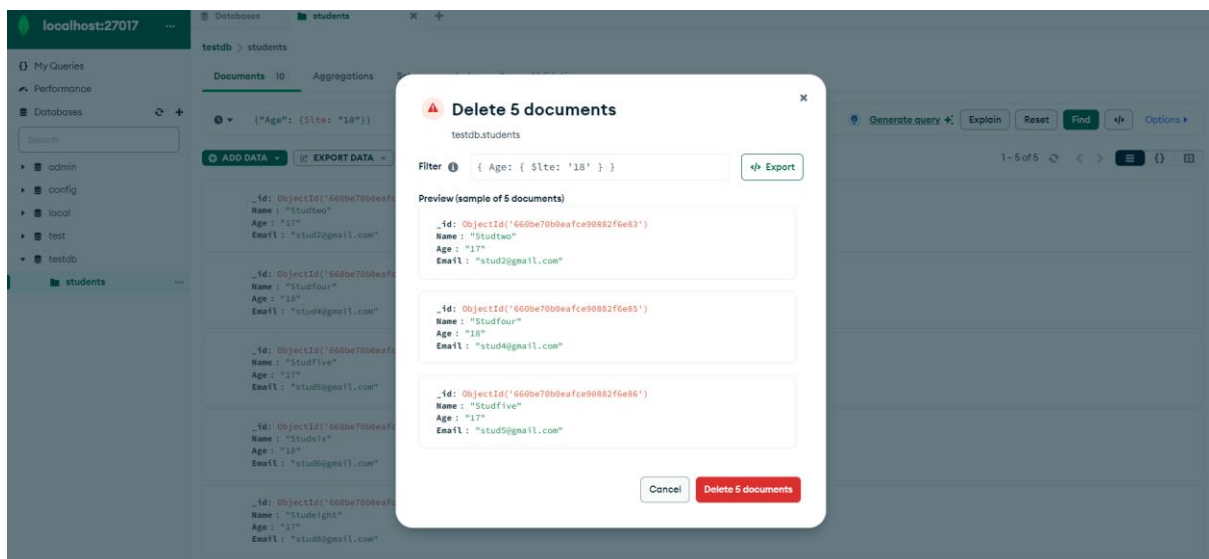 localhost:27017 ...
Databases students × +
testdb > students
{} My Queries
Performance
Databases
Search
admin
config
local
test
testdb
students ...
Documents 10 Aggregations
{"Age": {$lte: "18"}}
Generate query Explain Reset Find </> Options
ADD DATA EXPORT DATA
1 - 5 of 5
_id: ObjectId('660be70b0eafc
Name : "Studtwo"
Age : "17"
Email : "stud2@gmail.com"
_id: ObjectId('660be70b0eafc
Name : "Studfour"
Age : "18"
Email : "stud4@gmail.com"
_id: ObjectId('660be70b0eafc
Name : "Studfive"
Age : "17"
Email : "stud5@gmail.com"
_id: ObjectId('660be70b0eafc
Name : "Studsix"
Age : "18"
Email : "stud6@gmail.com"
_id: ObjectId('660be70b0eafc
Name : "Studeight"
Age : "17"
Email : "stud8@gmail.com"
Delete 5 documents ×
testdb.students
Filter { Age: { $lte: '18' } } </> Export
Preview (sample of 5 documents)
_id: ObjectId('660be70b0eafce90882f6e83')
Name : "Studtwo"
Age : "17"
Email : "stud2@gmail.com"
_id: ObjectId('660be70b0eafce90882f6e85')
Name : "Studfour"
Age : "18"
Email : "stud4@gmail.com"
_id: ObjectId('660be70b0eafce90882f6e86')
Name : "Studfive"
Age : "17"
Email : "stud5@gmail.com"
Cancel Delete 5 documents